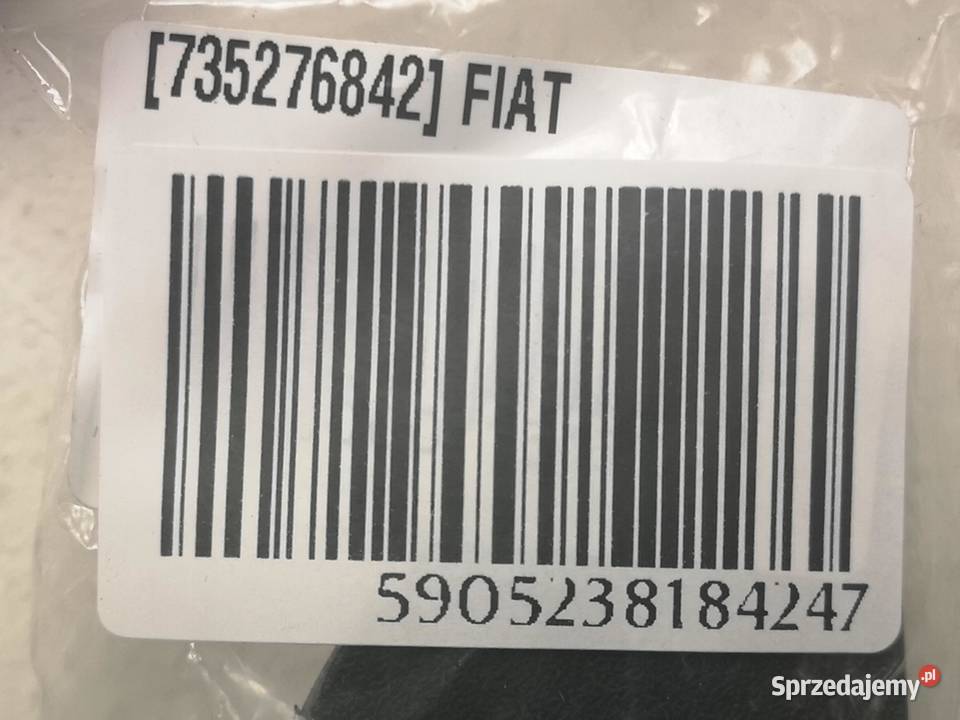 [735276842] FIAT
5905238184247
Sprzedajemy.pl